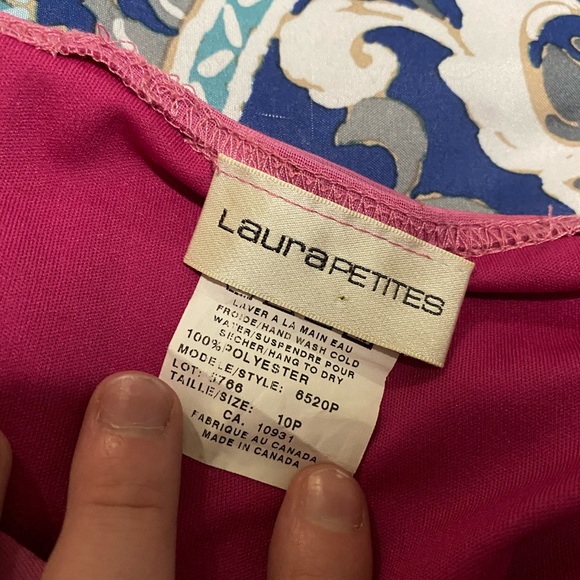 LauraPETITES
LAVER A LA MAIN EAU
FROIDE/HAND WASH COLD
WATER/SUSPENDRE POUR
SECHER/HANG TO DRY
100%POLYESTER
MODELE/STYLE: 6520P
LOT: 5766
TAILLE/SIZE: 10P
CA. 10931
FABRIQUE AU CANADA
MADE IN CANADA